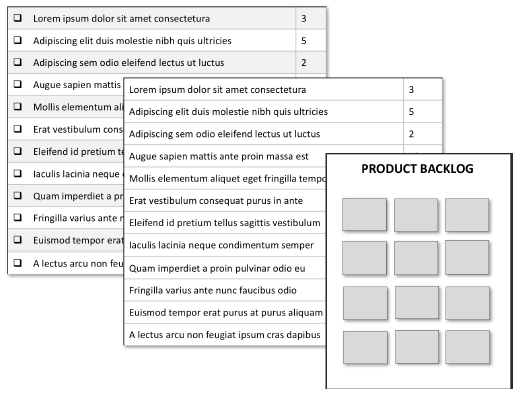 Lorem ipsum dolor sit amet consectetura 3
Adipiscing elit duis molestie nibh quis ultricies 5
Adipiscing sem odio eleifend lectus ut luctus 2
Augue sapien mattis
Mollis elementum ali
Erat vestibulum cons
Eleifend id pretium te
Iaculis lacinia neque
Quam imperdiet a pr
Fringilla varius ante n
Euismod tempor erat
A lectus arcu non feu
Lorem ipsum dolor sit amet consectetura 3
Adipiscing elit duis molestie nibh quis ultricies 5
Adipiscing sem odio eleifend lectus ut luctus 2
Augue sapien mattis ante proin massa est
Mollis elementum aliquet eget fringilla tempo
Erat vestibulum consequat purus in ante
Eleifend id pretium tellus sagittis vestibulum
Iaculis lacinia neque condimentum semper
Quam imperdiet a proin pulvinar odio eu
Fringilla varius ante nunc faucibus odio
Euismod tempor erat purus at purus aliquam
A lectus arcu non feugiat ipsum cras dapibus
PRODUCT BACKLOG